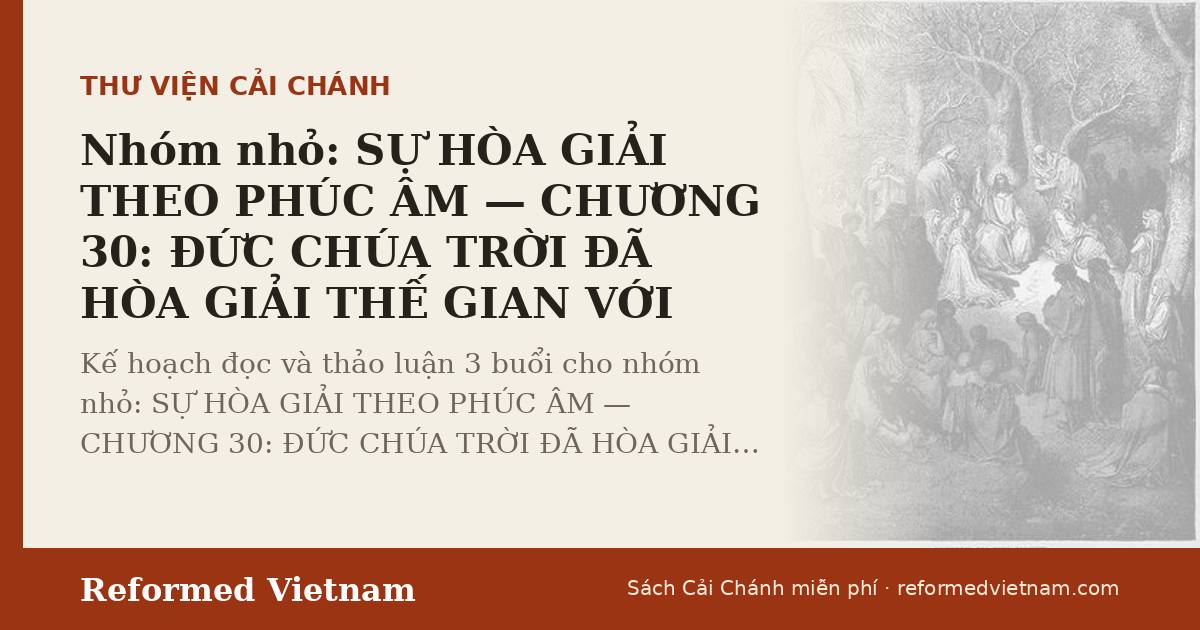 THƯ VIỆN CẢI CHÁNH
Nhóm nhỏ: SỰ HÒA GIẢI
THEO PHÚC ÂM — CHƯƠNG
30: ĐỨC CHÚA TRỜI ĐÃ
HÒA GIẢI THẾ GIAN VỚI
Kế hoạch đọc và thảo luận 3 buổi cho nhóm
nhỏ: SỰ HÒA GIẢI THEO PHÚC ÂM —
CHƯƠNG 30: ĐỨC CHÚA TRỜI ĐÃ HÒA GIẢI...
Reformed Vietnam
Sách Cải Chánh miễn phí · reformedvietnam.com